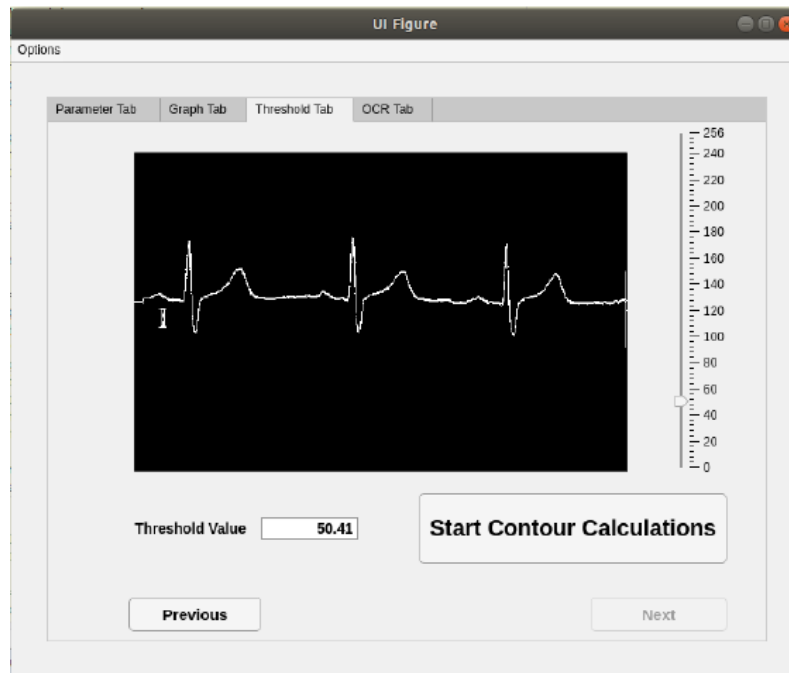 UI Figure
Options
Parameter Tab Graph Tab Threshold Tab OCR Tab
256
240
220
200
180
160
140
120
100
80
60
40
20
0
I
Threshold Value 50.41 Start Contour Calculations
Previous Next